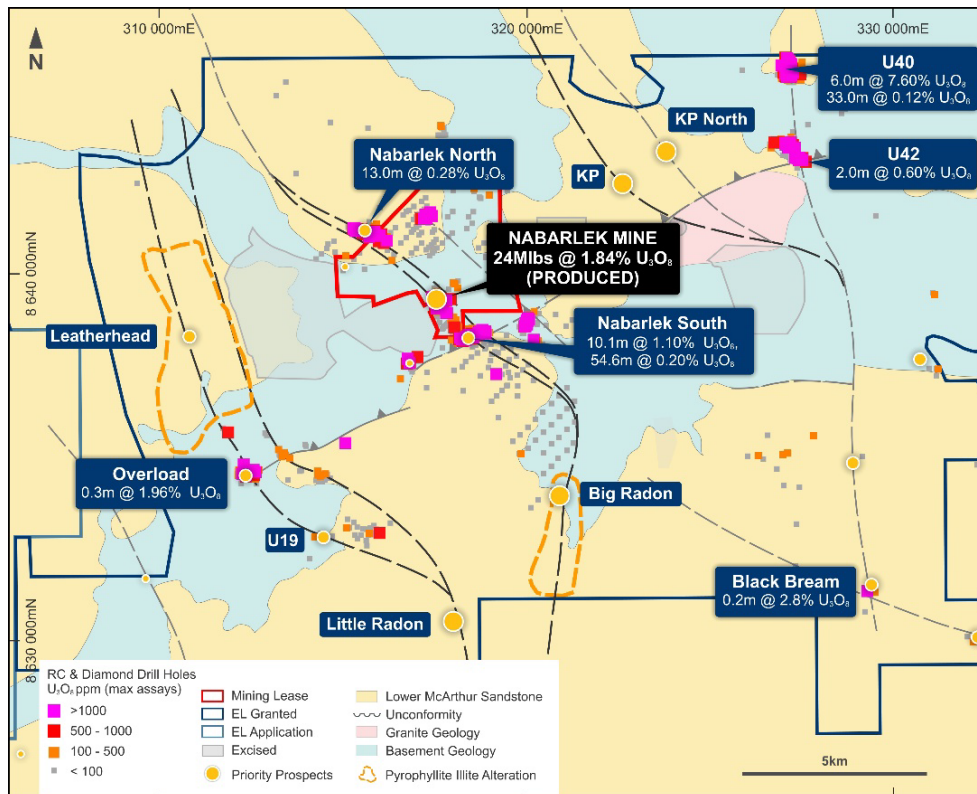 310 000mE
320 000mE
330 000mE
N
U40
6.0m @ 7.60% U₃O₈
33.0m @ 0.12% U₃O₈
KP North
Nabarlek North
13.0m @ 0.28% U₃O₈
KP
U42
2.0m @ 0.60% U₃O₈
NABARLEK MINE
24Mlbs @ 1.84% U₃O₈
(PRODUCED)
8 640 000mN
Leatherhead
Nabarlek South
10.1m @ 1.10% U₃O₈,
54.6m @ 0.20% U₃O₈
Overload
0.3m @ 1.96% U₃O₈
Big Radon
U19
Black Bream
0.2m @ 2.8% U₃O₈
Little Radon
8 630 000mN
RC & Diamond Drill Holes
U₃O₈ ppm (max assays)
>1000
500 - 1000
100 - 500
< 100
Mining Lease
EL Granted
EL Application
Excised
Priority Prospects
Lower McArthur Sandstone
Unconformity
Granite Geology
Basement Geology
Pyrophyllite Illite Alteration
5km